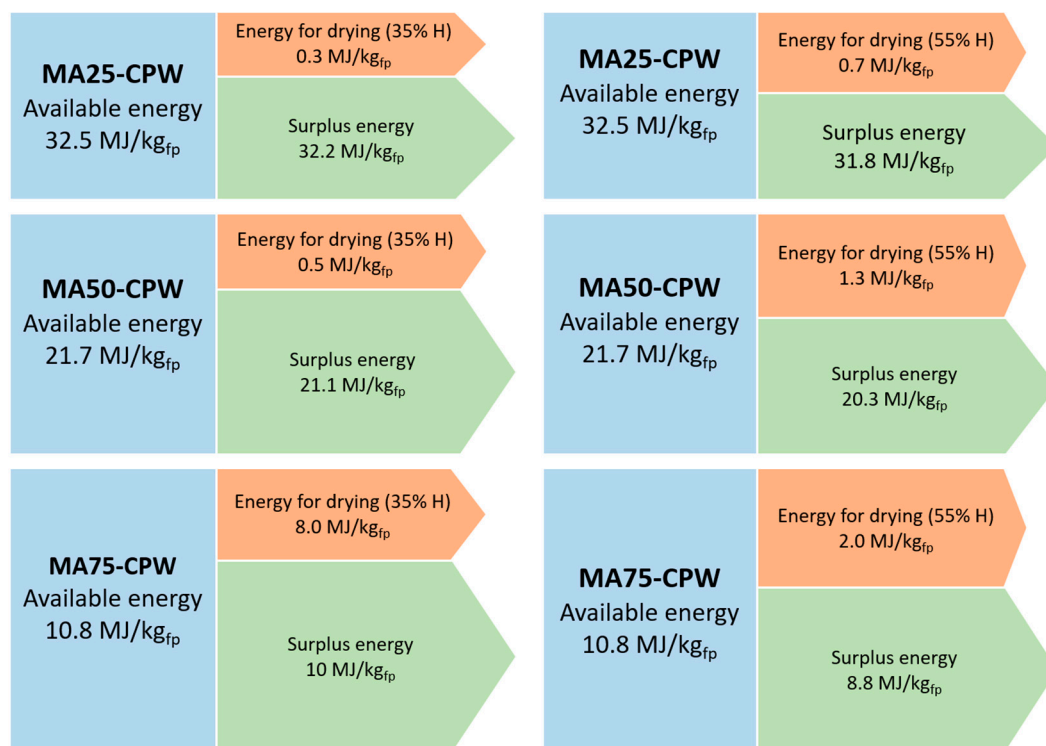 MA25-CPW
Available energy
32.5 MJ/kgfp
Energy for drying (35% H)
0.3 MJ/kgfp
Surplus energy
32.2 MJ/kgfp
MA25-CPW
Available energy
32.5 MJ/kgfp
Energy for drying (55% H)
0.7 MJ/kgfp
Surplus energy
31.8 MJ/kgfp
MA50-CPW
Available energy
21.7 MJ/kgfp
Energy for drying (35% H)
0.5 MJ/kgfp
Surplus energy
21.1 MJ/kgfp
MA50-CPW
Available energy
21.7 MJ/kgfp
Energy for drying (55% H)
1.3 MJ/kgfp
Surplus energy
20.3 MJ/kgfp
MA75-CPW
Available energy
10.8 MJ/kgfp
Energy for drying (35% H)
8.0 MJ/kgfp
Surplus energy
10 MJ/kgfp
MA75-CPW
Available energy
10.8 MJ/kgfp
Energy for drying (55% H)
2.0 MJ/kgfp
Surplus energy
8.8 MJ/kgfp